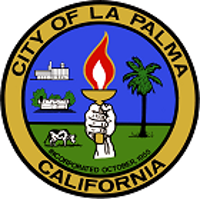 CITY OF LA PALMA
INCORPORATED OCTOBER, 1955
CALIFORNIA